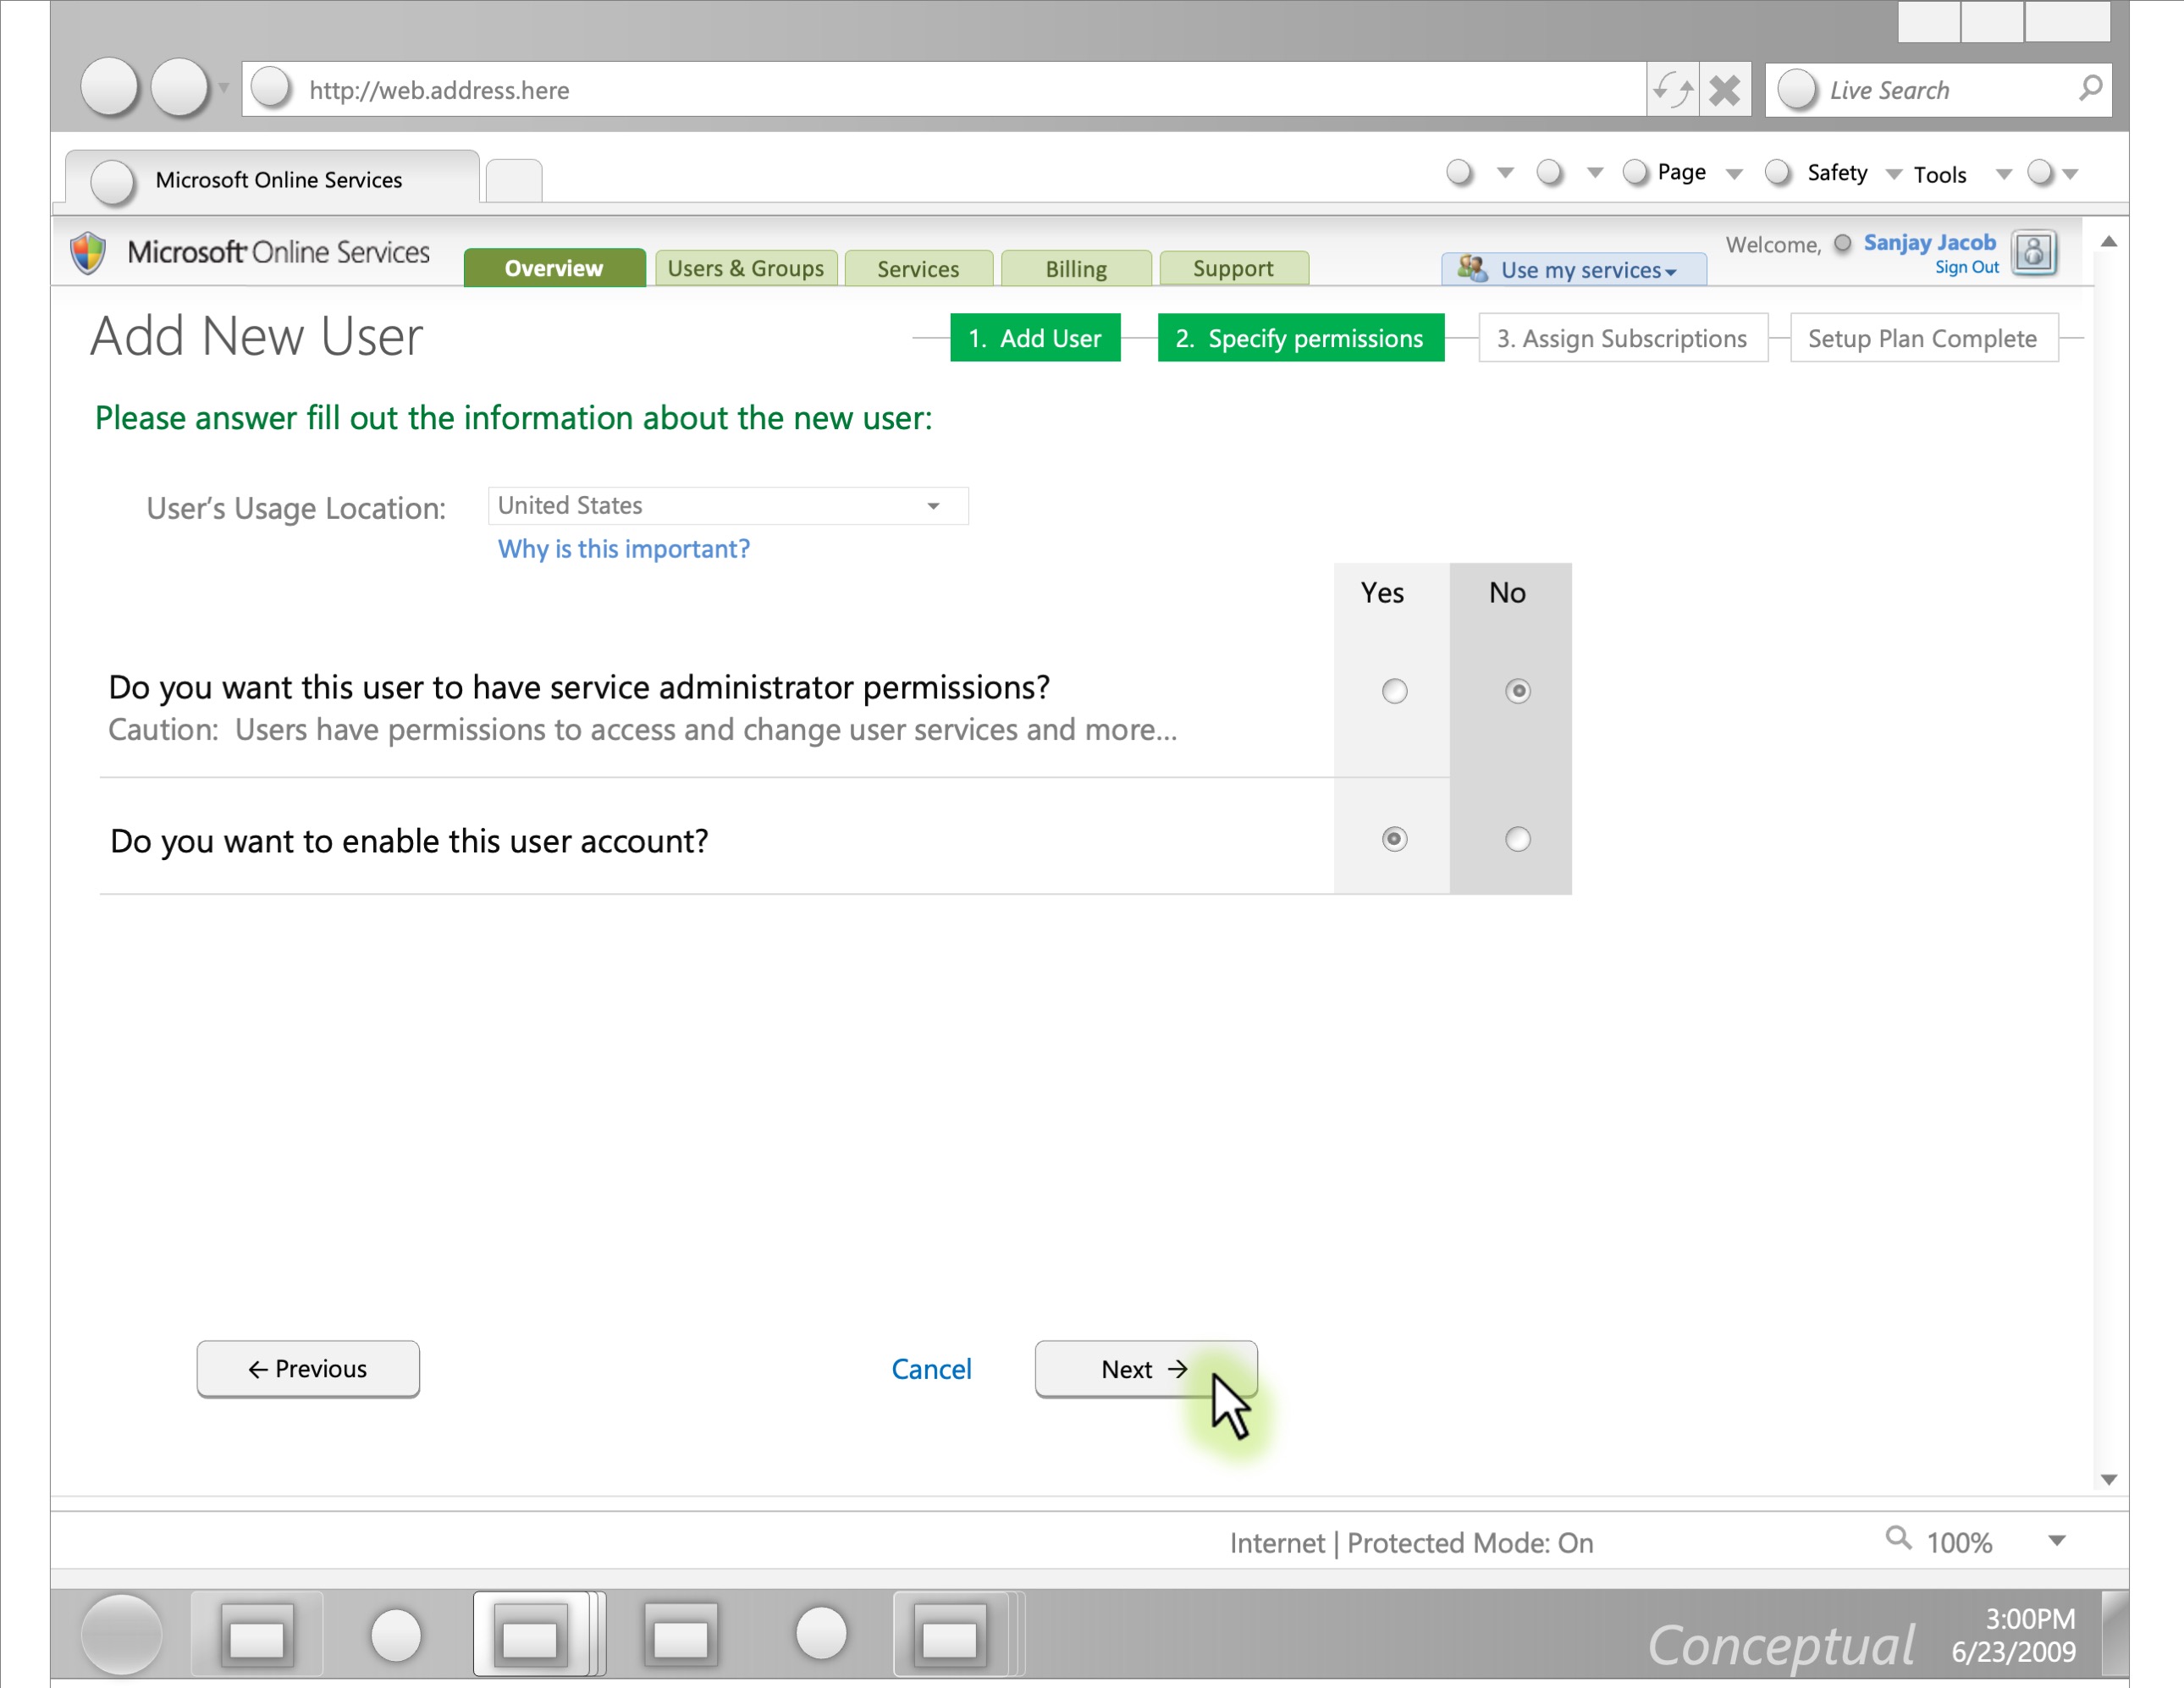 http://web.address.here
Live Search
Microsoft Online Services
Page
Safety
Tools
Microsoft Online Services
Overview
Users & Groups
Services
Billing
Support
Use my services
Welcome, Sanjay Jacob
Sign Out
Add New User
1. Add User
2. Specify permissions
3. Assign Subscriptions
Setup Plan Complete
Please answer fill out the information about the new user:
User’s Usage Location:
United States
Why is this important?
Yes
No
Do you want this user to have service administrator permissions?
Caution: Users have permissions to access and change user services and more...
Do you want to enable this user account?
← Previous
Cancel
Next →
Internet | Protected Mode: On
100%
Conceptual
3:00PM
6/23/2009